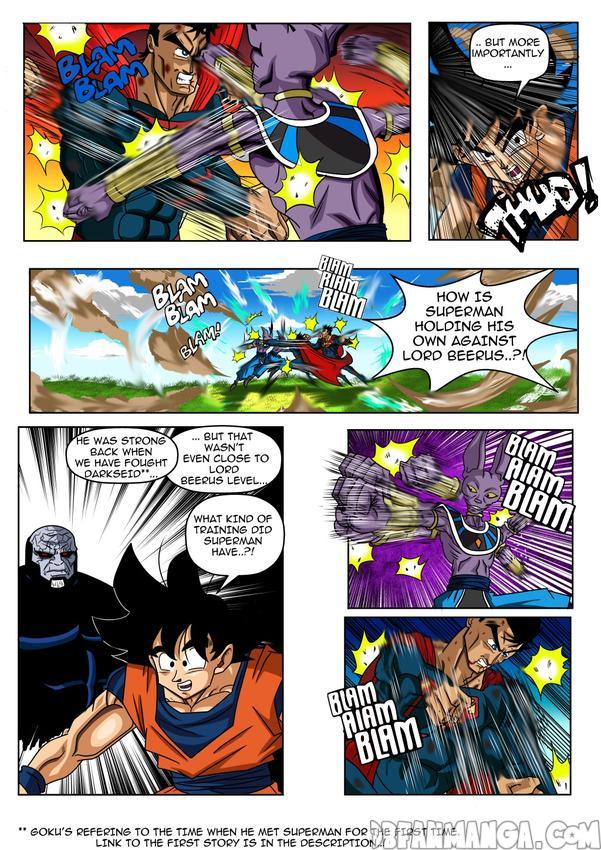 BLAM
BLAM
.. BUT MORE
IMPORTANTLY
...
THUD!
BLAM
BLAM
BLAM!
BLAM
BLAM
BLAM
HOW IS
SUPERMAN
HOLDING HIS
OWN AGAINST
LORD BEERUS..?!
HE WAS STRONG
BACK WHEN
WE HAVE FOUGHT
DARKSEID**...
... BUT THAT
WASN'T
EVEN CLOSE TO
LORD
BEERUS LEVEL...
WHAT KIND OF
TRAINING DID
SUPERMAN
HAVE..?!
BLAM
BLAM
BLAM
BLAM
BLAM
BLAM
** GOKU'S REFERING TO THE TIME WHEN HE MET SUPERMAN FOR THE FIRST TIME.
LINK TO THE FIRST STORY IS IN THE DESCRIPTION..!
DBFANMANGA.COM
DBFANMANGA.COM